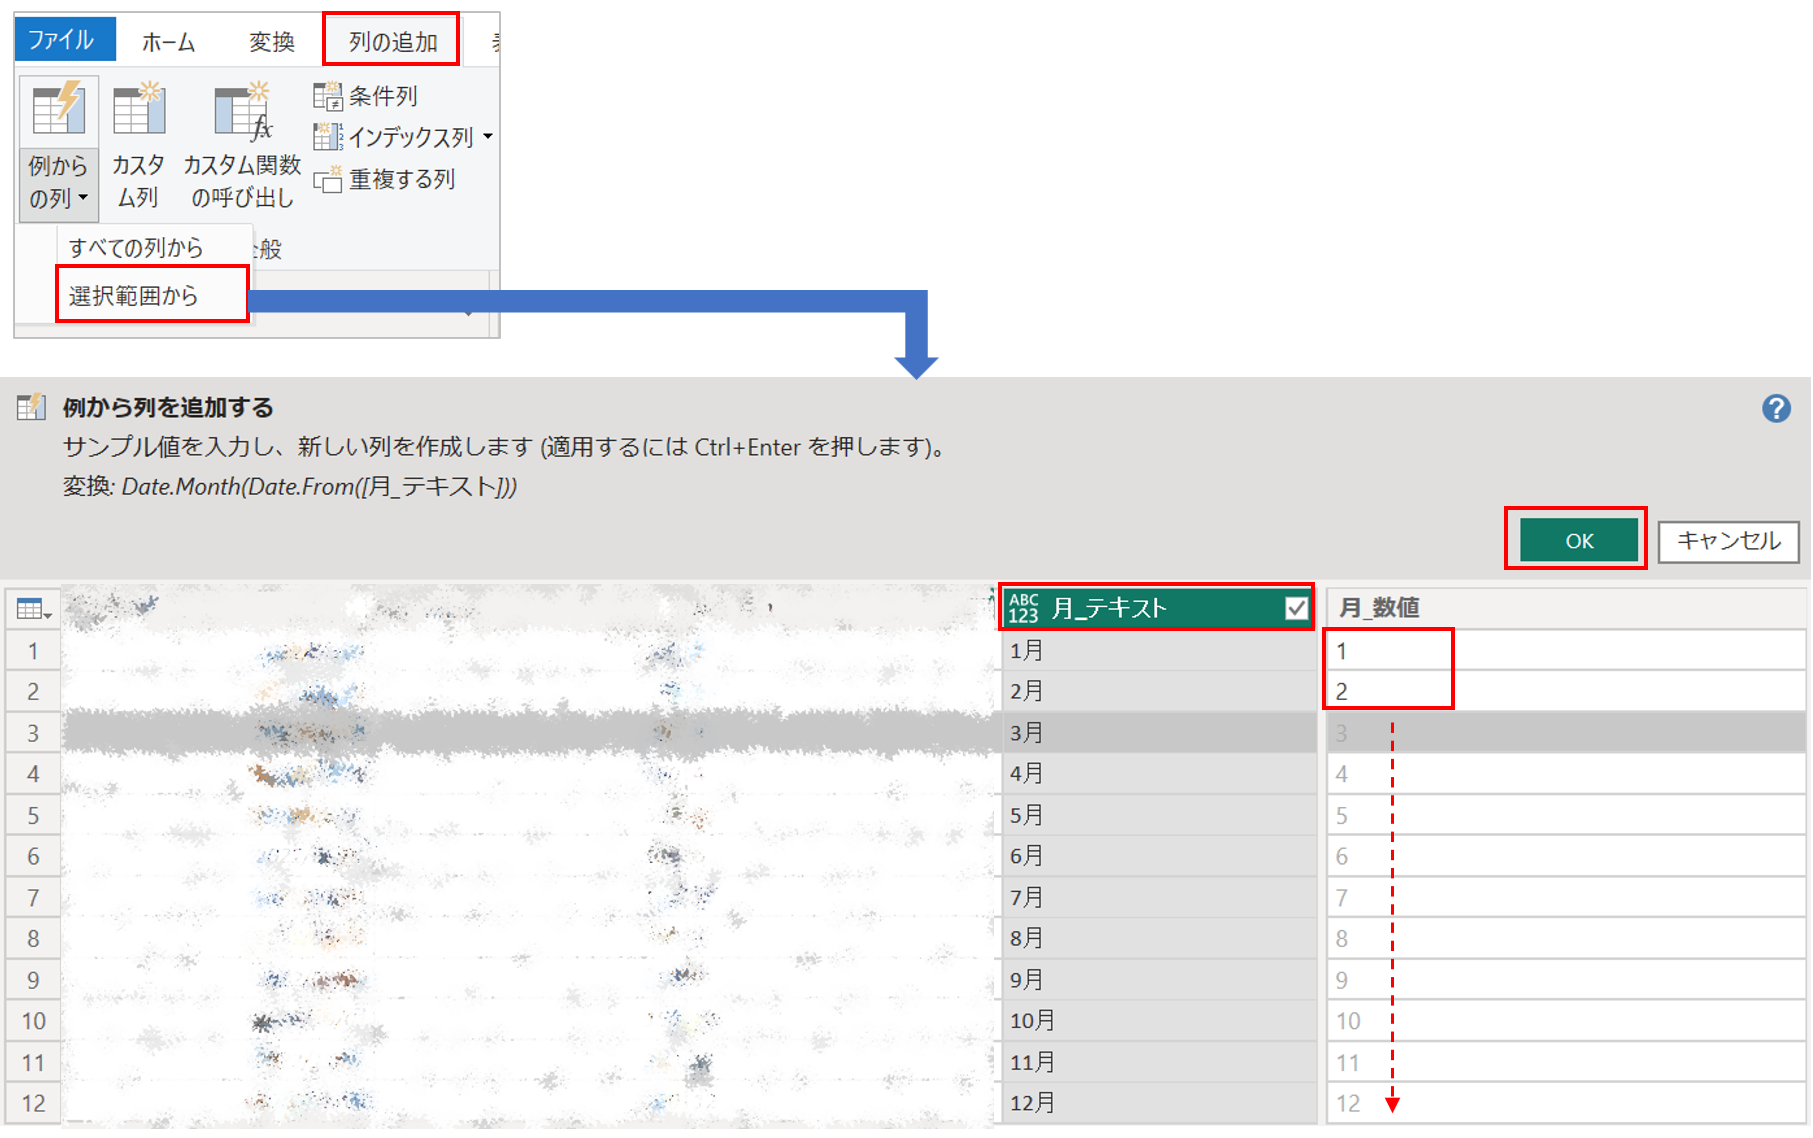 ファイル ホーム 変換 列の追加
例から
の列
カスタ
ム列
カスタム関数
の呼び出し
条件列
インデックス列
重複する列
すべての列から
般
選択範囲から
例から列を追加する
サンプル値を入力し、新しい列を作成します (適用するには Ctrl+Enter を押します)。
変換: Date.Month(Date.From([月_テキスト]))
OK キャンセル
ABC
123 月_テキスト 月_数値
1 1月 1
2 2月 2
3 3月 3
4 4月 4
5 5月 5
6 6月 6
7 7月 7
8 8月 8
9 9月 9
10 10月 10
11 11月 11
12 12月 12